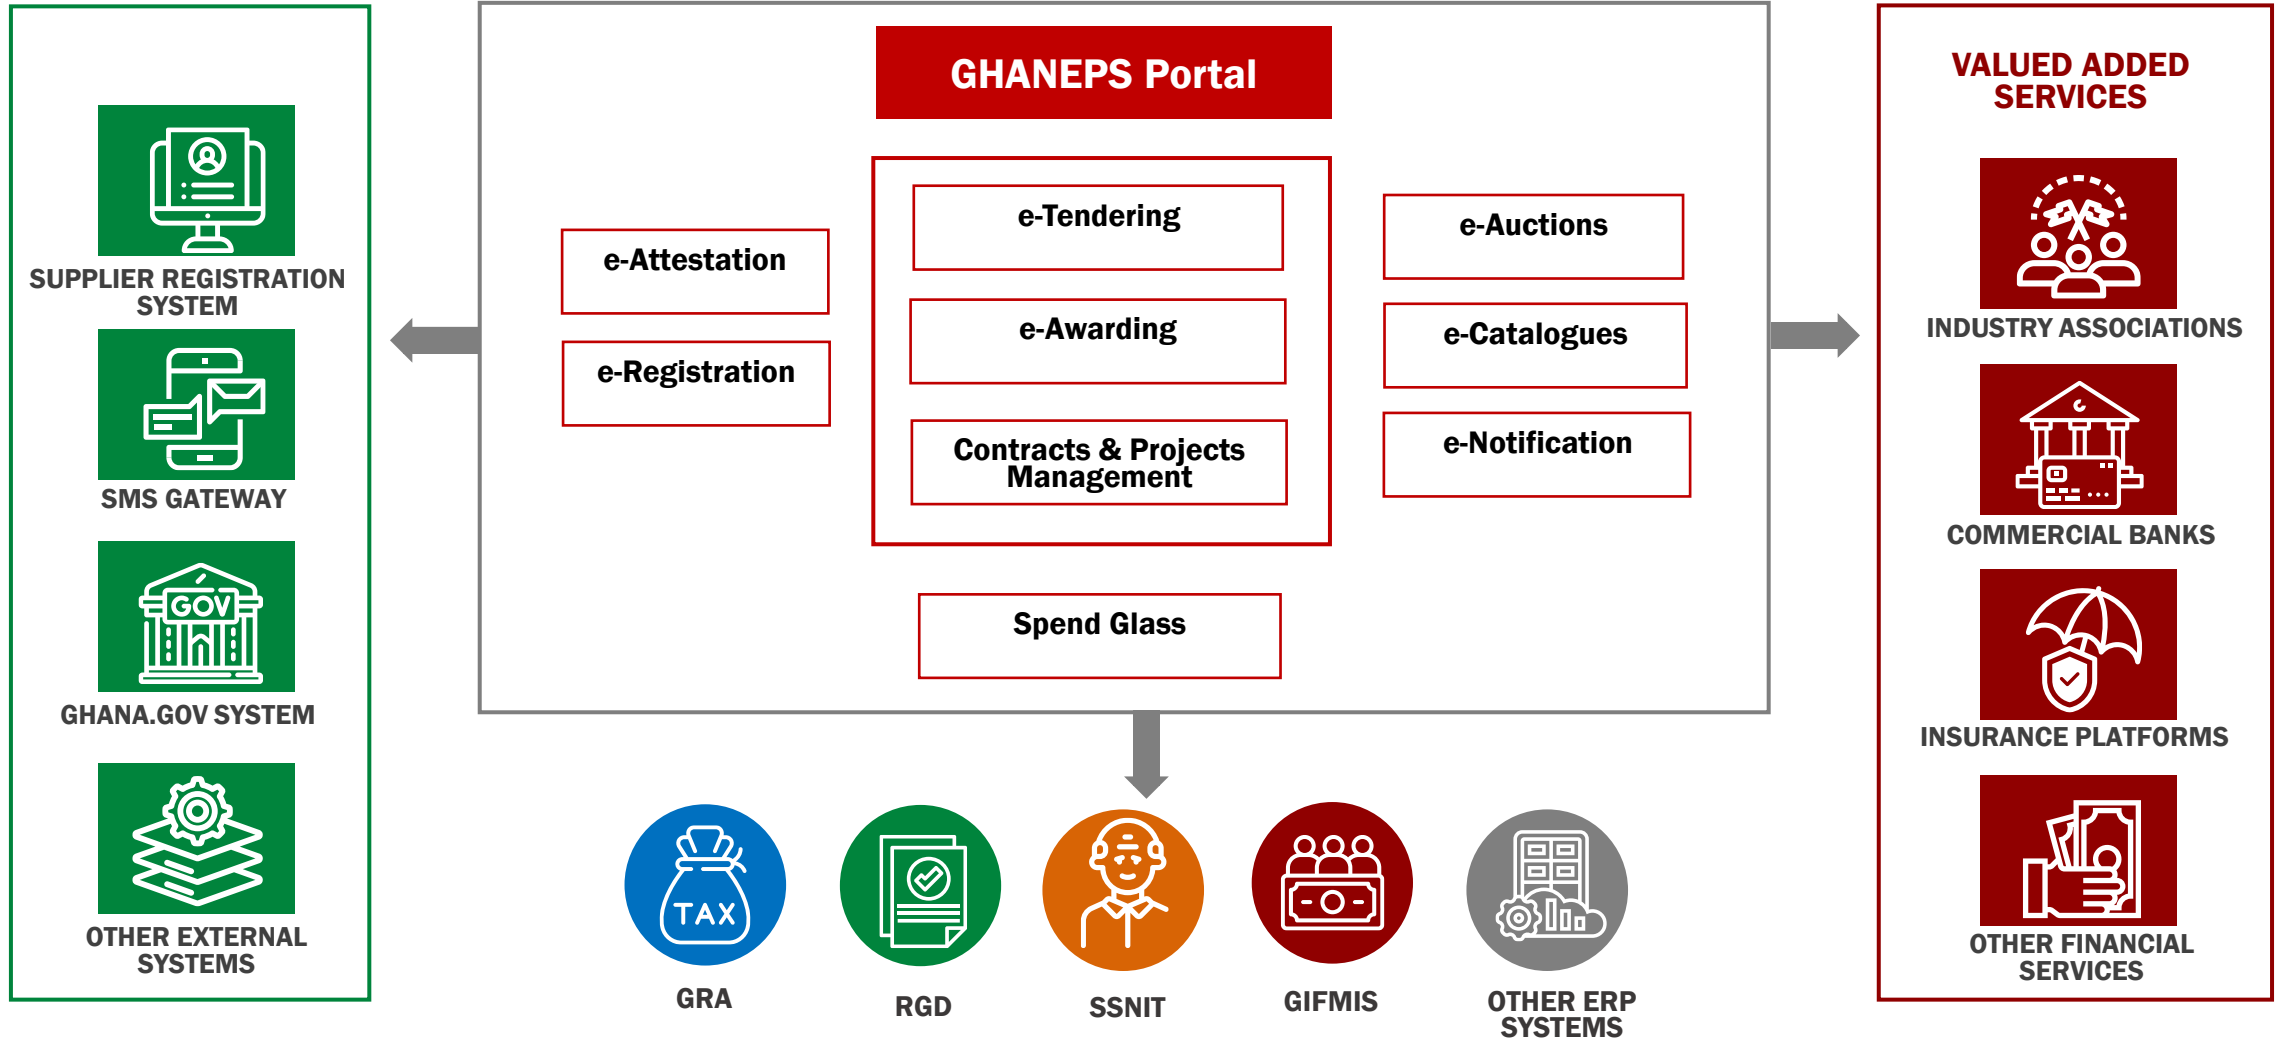 SUPPLIER REGISTRATION
SYSTEM
SMS GATEWAY
GOV
GHANA.GOV SYSTEM
OTHER EXTERNAL
SYSTEMS
GHANEPS Portal
e-Attestation
e-Registration
e-Tendering
e-Awarding
Contracts & Projects
Management
e-Auctions
e-Catalogues
e-Notification
Spend Glass
TAX
GRA
RGD
SSNIT
GIFMIS
OTHER ERP
SYSTEMS
VALUED ADDED
SERVICES
INDUSTRY ASSOCIATIONS
COMMERCIAL BANKS
INSURANCE PLATFORMS
OTHER FINANCIAL
SERVICES